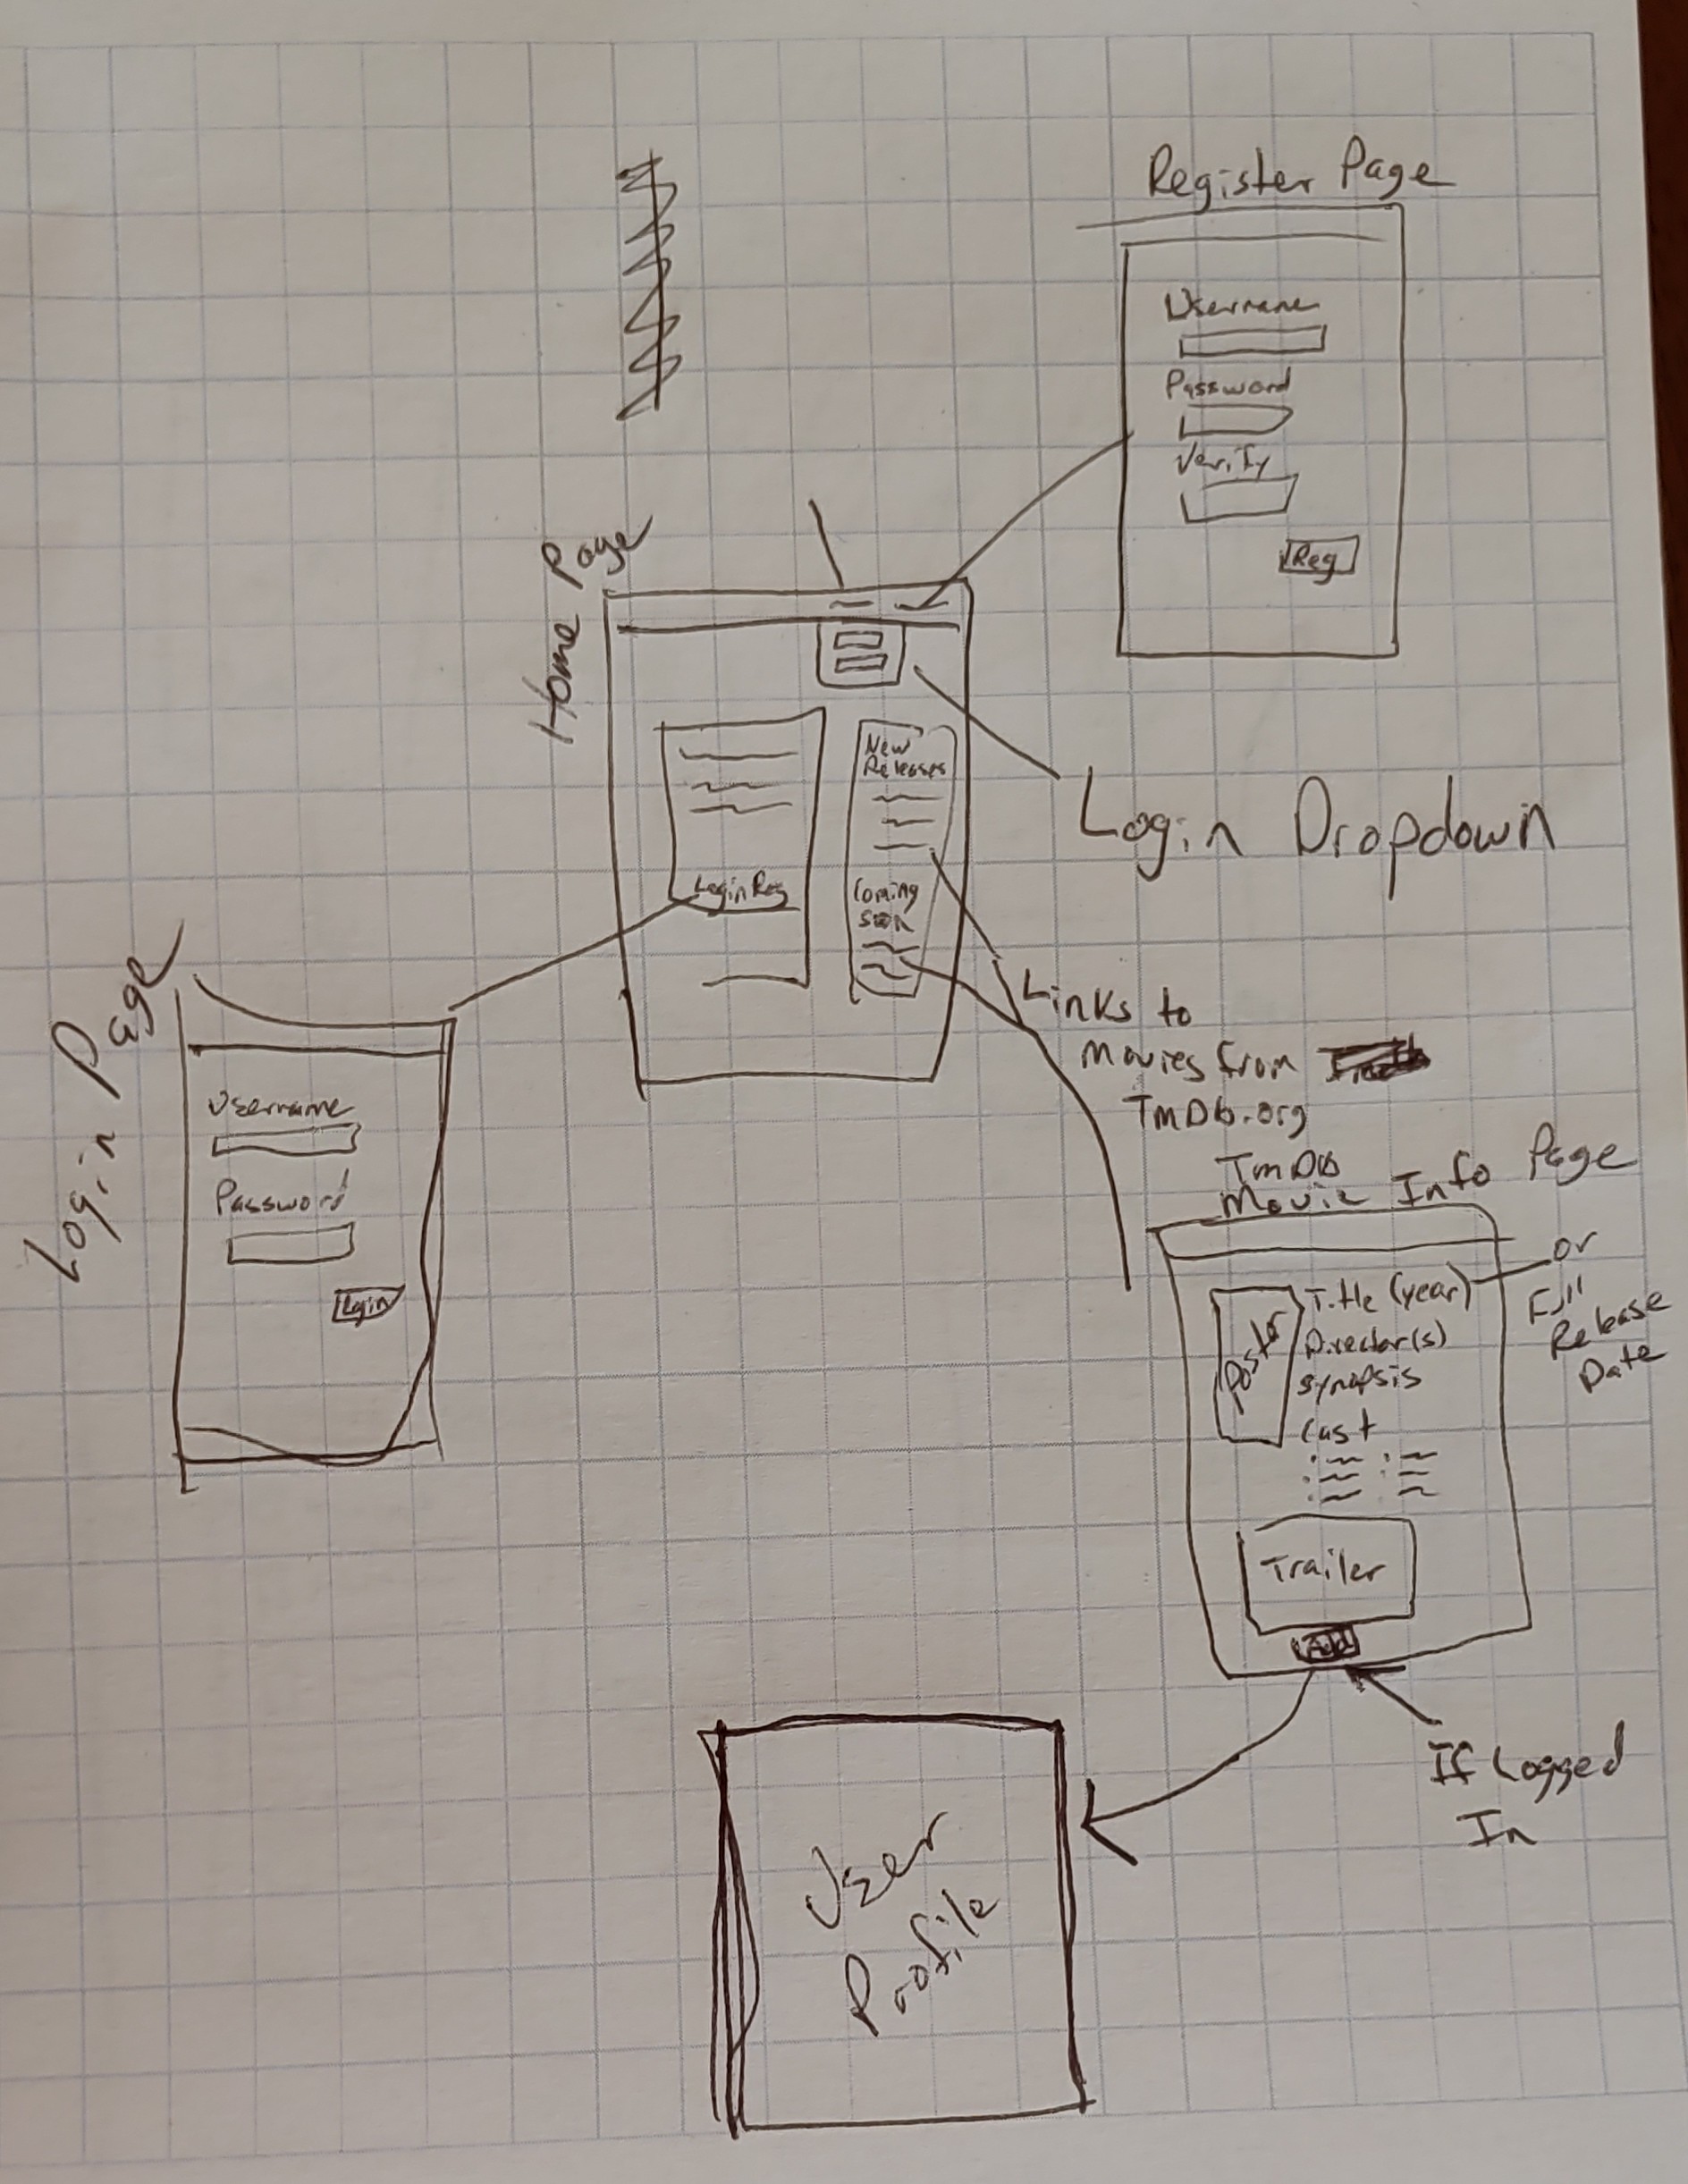 Register Page
Username
Password
Verify
Reg
Home Page
New
Releases
Coming
soon
Login Reg
Login Dropdown
Links to
Movies from
TmDb.org
Login Page
Username
Password
Login
TmDb
Movie Info Page
Poster
Title (year)
Director(s)
Synopsis
Cast
Trailer
Add
or
Full
Release
Date
If Logged
In
User
Profile